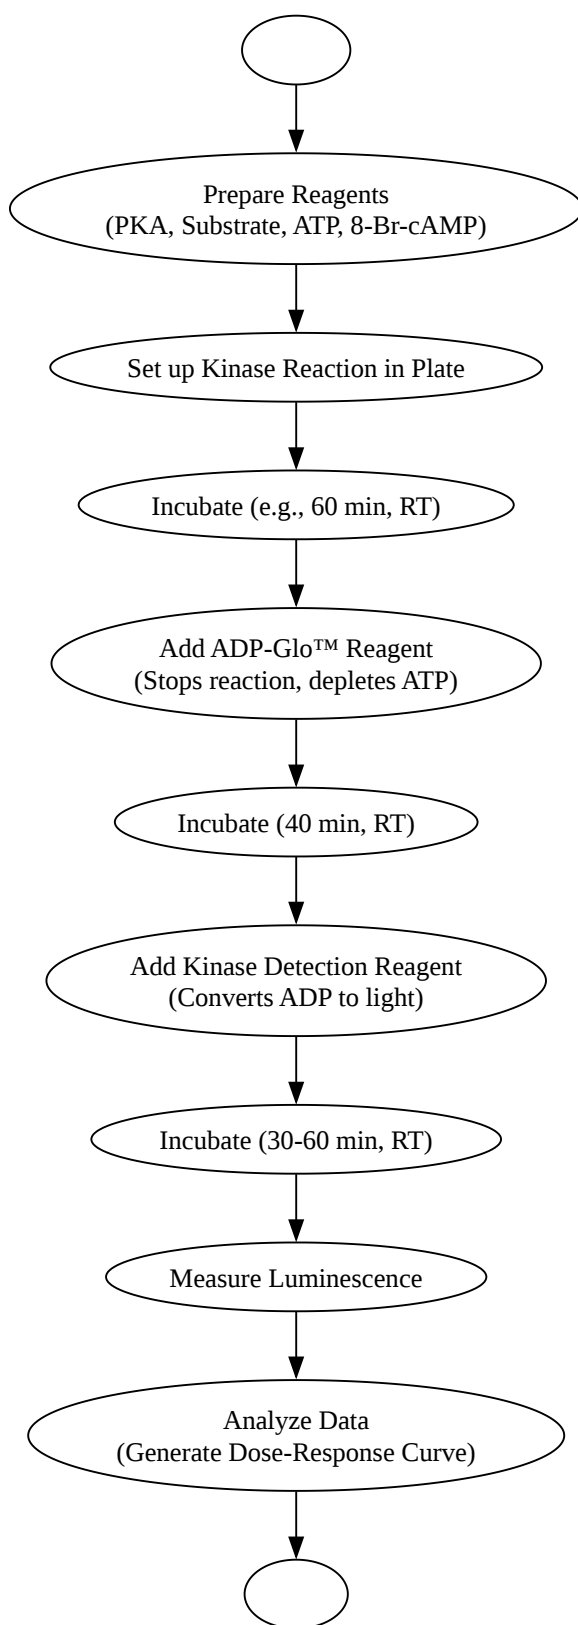 Prepare Reagents
(PKA, Substrate, ATP, 8-Br-cAMP)
Set up Kinase Reaction in Plate
Incubate (e.g., 60 min, RT)
Add ADP-Glo™ Reagent
(Stops reaction, depletes ATP)
Incubate (40 min, RT)
Add Kinase Detection Reagent
(Converts ADP to light)
Incubate (30-60 min, RT)
Measure Luminescence
Analyze Data
(Generate Dose-Response Curve)